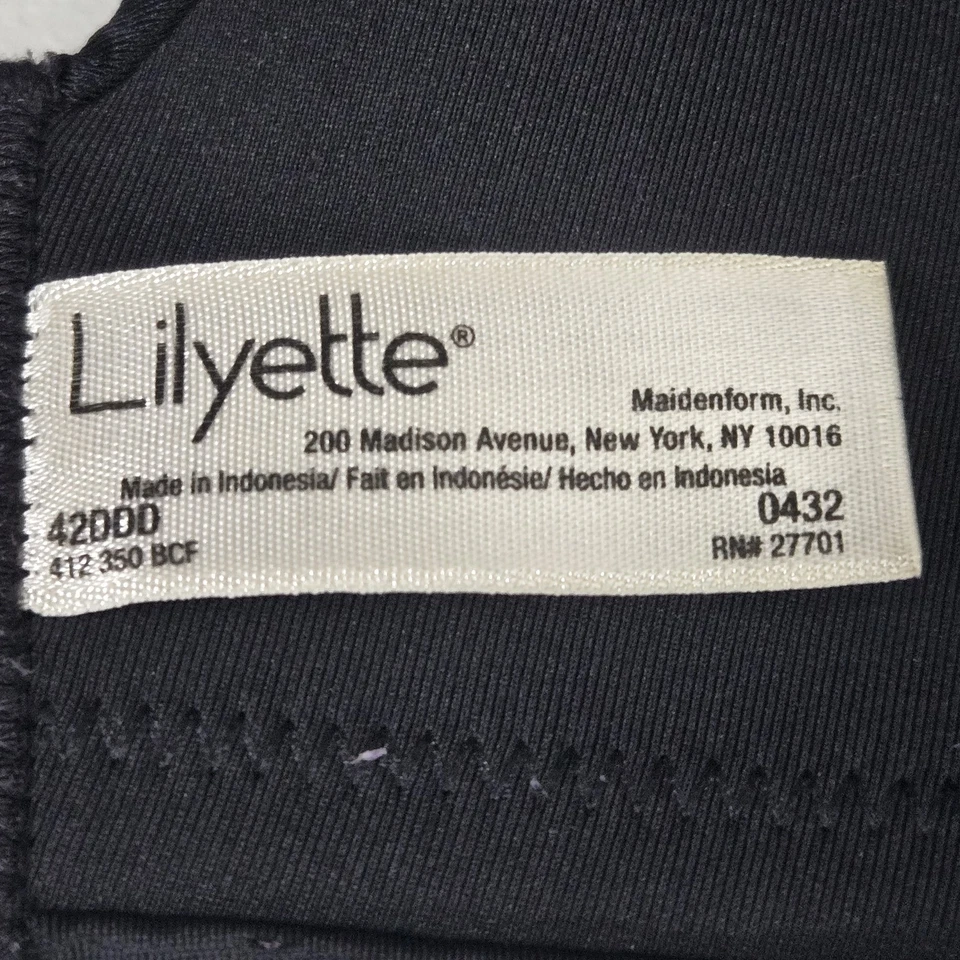 Lilyette®
Maidenform, Inc.
200 Madison Avenue, New York, NY 10016
Made in Indonesia/ Fait en Indonésie/ Hecho en Indonesia
42DDD 0432
412 350 BCF RN# 27701